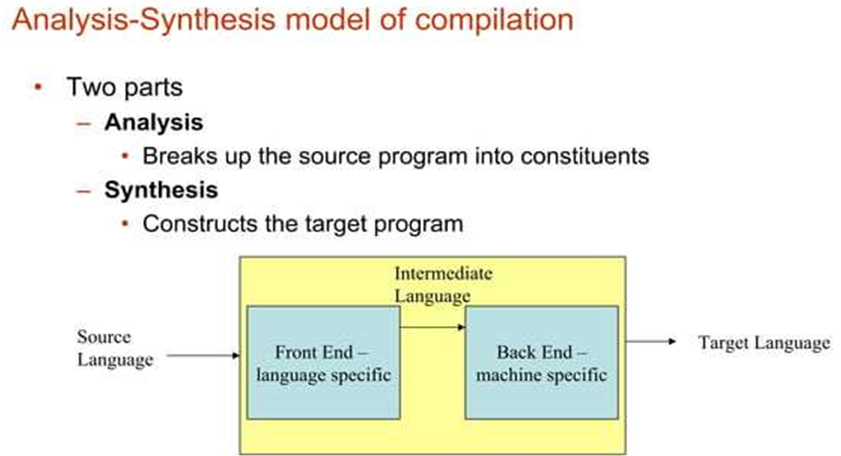 Analysis-Synthesis model of compilation
• Two parts
– Analysis
• Breaks up the source program into constituents
– Synthesis
• Constructs the target program
Intermediate
Language
Source
Language
Front End –
language specific
Back End –
machine specific
Target Language